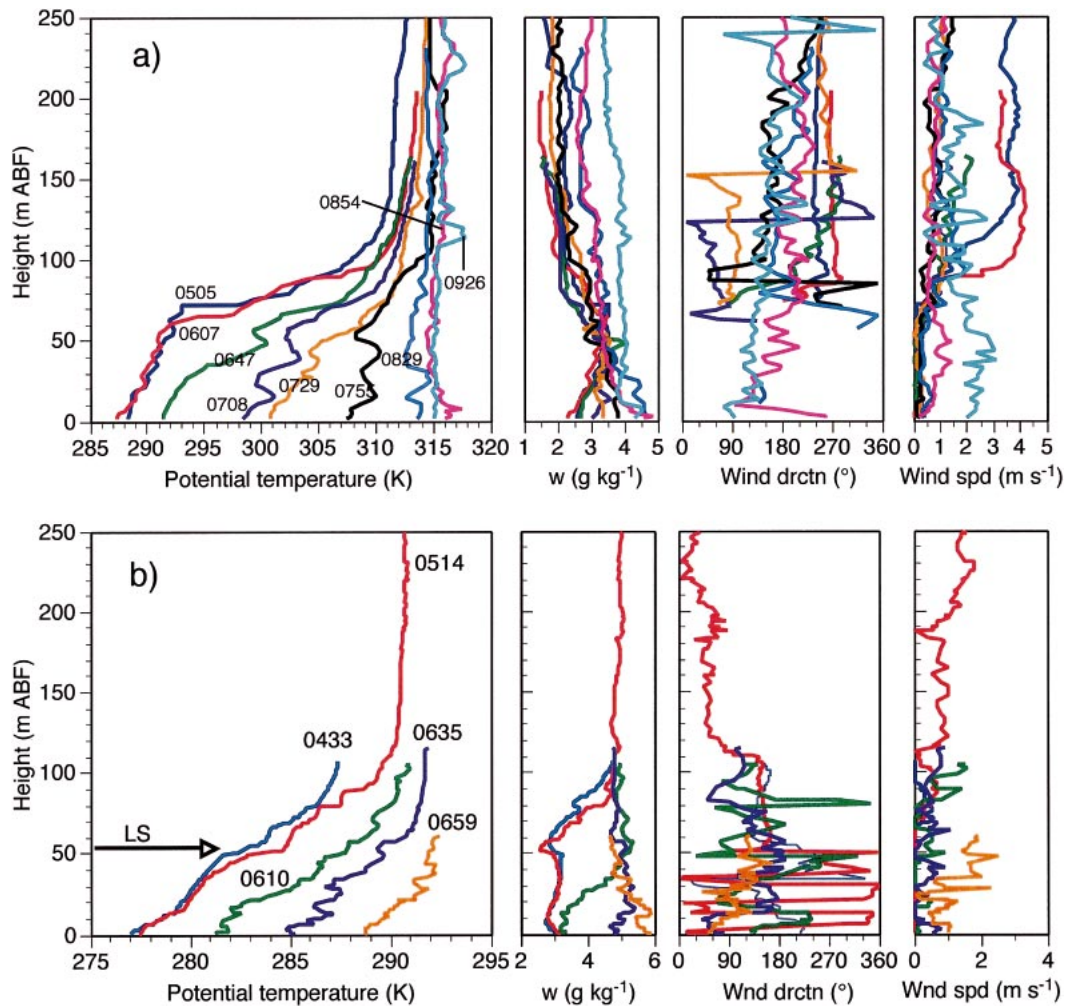 a)
250
200
150
100
50
0
Height (m ABF)
0505
0607
0647
0708
0729
0755
0829
0854
0926
285 290 295 300 305 310 315 320
Potential temperature (K)
1 2 3 4 5
w (g kg-1)
0 90 180 270 360
Wind drctn (°)
0 1 2 3 4 5
Wind spd (m s-1)
b)
250
200
150
100
50
0
Height (m ABF)
0514
0433
0635
LS
0659
0610
275 280 285 290 295
Potential temperature (K)
2 4 6
w (g kg-1)
0 90 180 270 360
Wnd drctn (°)
0 2 4
Wnd spd (m s-1)